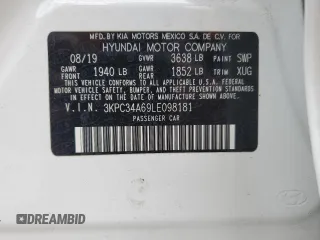 MFD. BY KIA MOTORS MEXICO S.A. DE C.V. FOR
HYUNDAI MOTOR COMPANY
08/19 GVWR 3638 LB PAINT SWP
GAWR F 1940 LB GAWR R 1852 LB TRIM XUG
THIS VEHICLE CONFORMS TO ALL APPLICABLE
U.S.A. FEDERAL MOTOR VEHICLE SAFETY, BUMPER, AND
THEFT PREVENTION STANDARDS IN EFFECT ON THE
DATE OF MANUFACTURE SHOWN ABOVE.
V.I.N. 3KPC34A69LE098181
PASSENGER CAR
DREAMBID